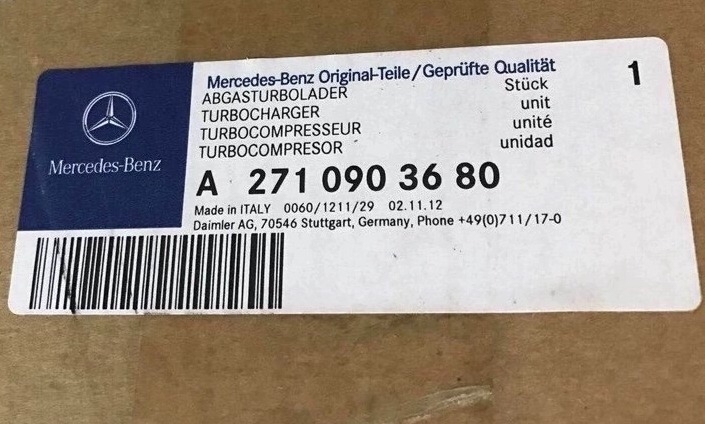 Mercedes-Benz
Mercedes-Benz Original-Teile/Geprüfte Qualität
ABGASTURBOLADER Stück 1
TURBOCHARGER unit
TURBOCOMPRESSEUR unité
TURBOCOMPRESOR unidad
A 271 090 36 80
Made in ITALY 0060/1211/29 02.11.12
Daimler AG, 70546 Stuttgart, Germany, Phone +49(0)711/17-0